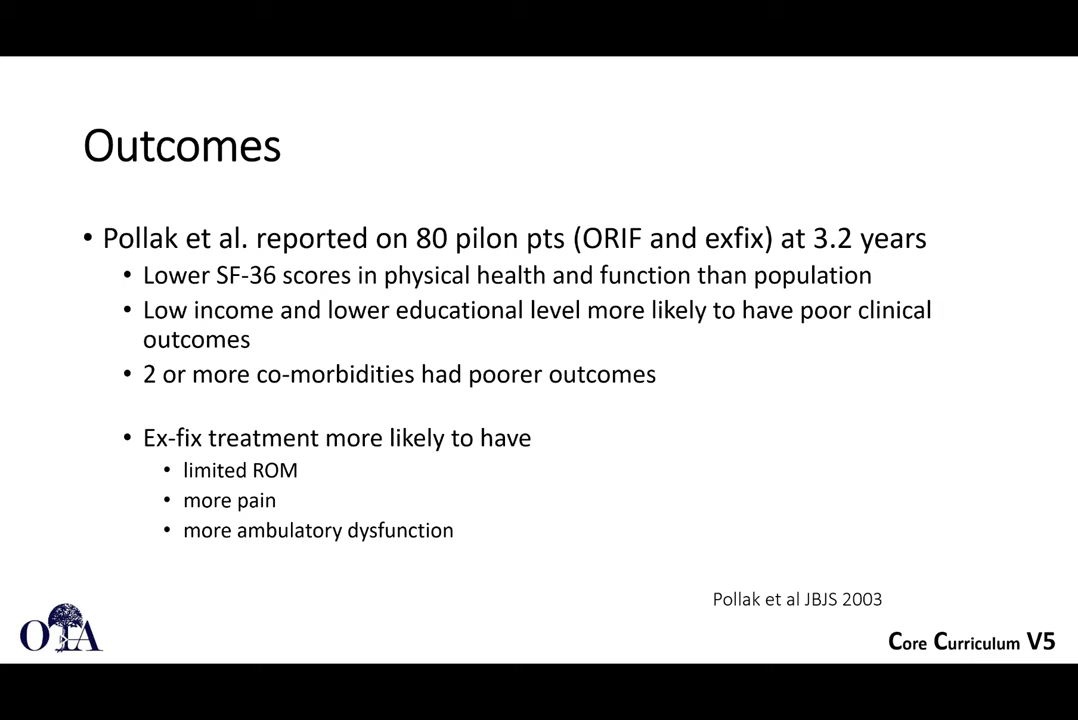 Outcomes
• Pollak et al. reported on 80 pilon pts (ORIF and exfix) at 3.2 years
• Lower SF-36 scores in physical health and function than population
• Low income and lower educational level more likely to have poor clinical
outcomes
• 2 or more co-morbidities had poorer outcomes
• Ex-fix treatment more likely to have
• limited ROM
• more pain
• more ambulatory dysfunction
Pollak et al JBJS 2003
OTA
Core Curriculum V5